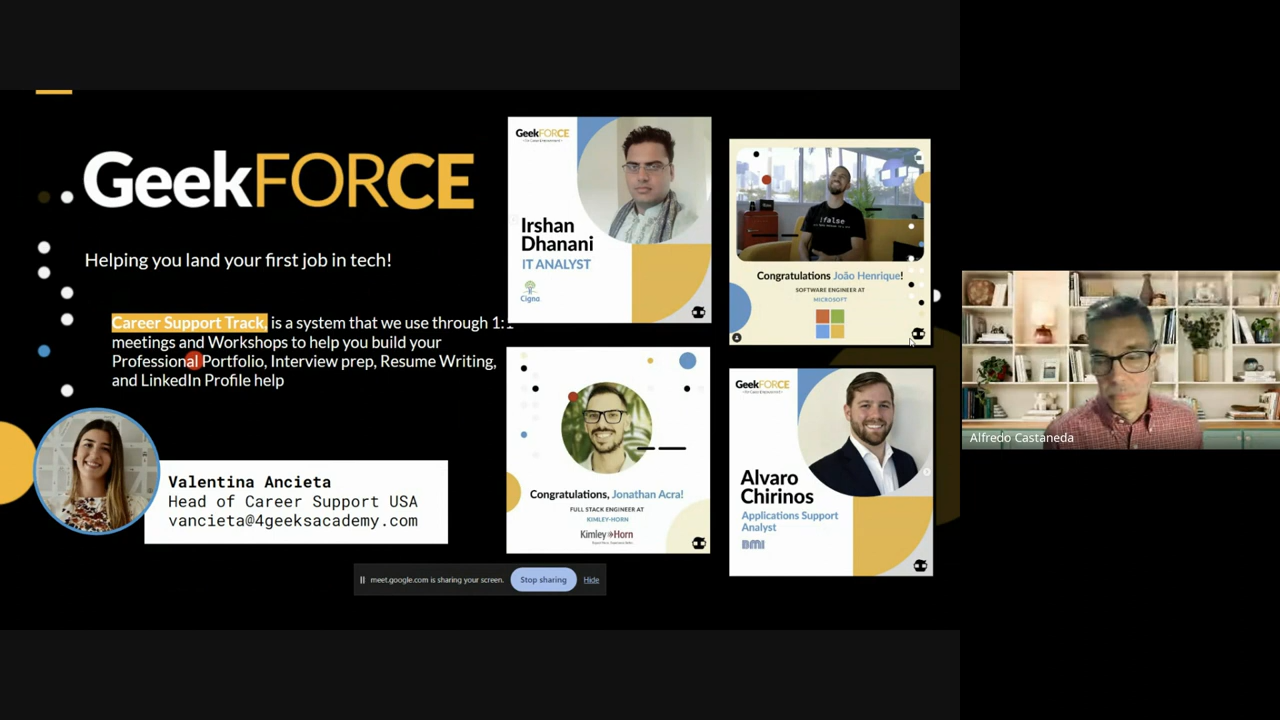 GeekFORCE
Helping you land your first job in tech!
Career Support Track, is a system that we use through 1:1
meetings and Workshops to help you build your
Professional Portfolio, Interview prep, Resume Writing,
and LinkedIn Profile help
Valentina Ancieta
Head of Career Support USA
vancieta@4geeksacademy.com
GeekFORCE
Irshan
Dhanani
IT ANALYST
Cigna
!false
Congratulations João Henrique!
SOFTWARE ENGINEER AT
MICROSOFT
Congratulations, Jonathan Acra!
FULL STACK ENGINEER AT
KIMLEY-HORN
Kimley»Horn
GeekFORCE
Alvaro
Chirinos
Applications Support
Analyst
BMI
meet.google.com is sharing your screen.
Stop sharing
Hide
Alfredo Castaneda